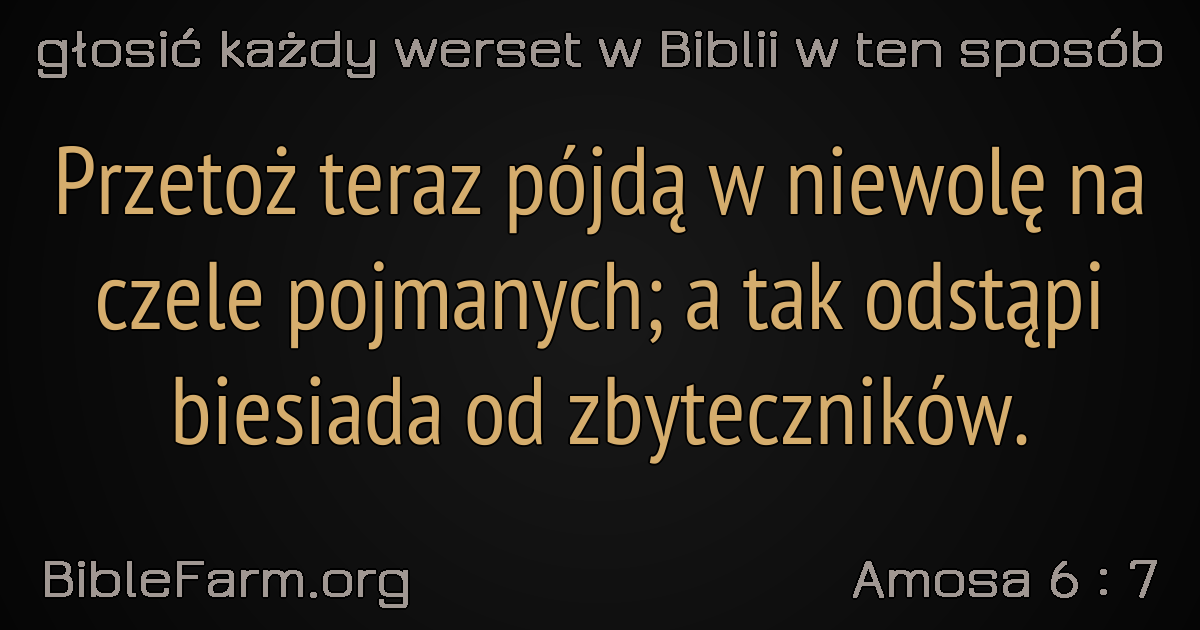 głosić każdy werset w Biblii w ten sposób
Przetoż teraz pójdą w niewolę na
czele pojmanych; a tak odstąpi
biesiada od zbyteczników.
BibleFarm.org
Amosa 6 : 7